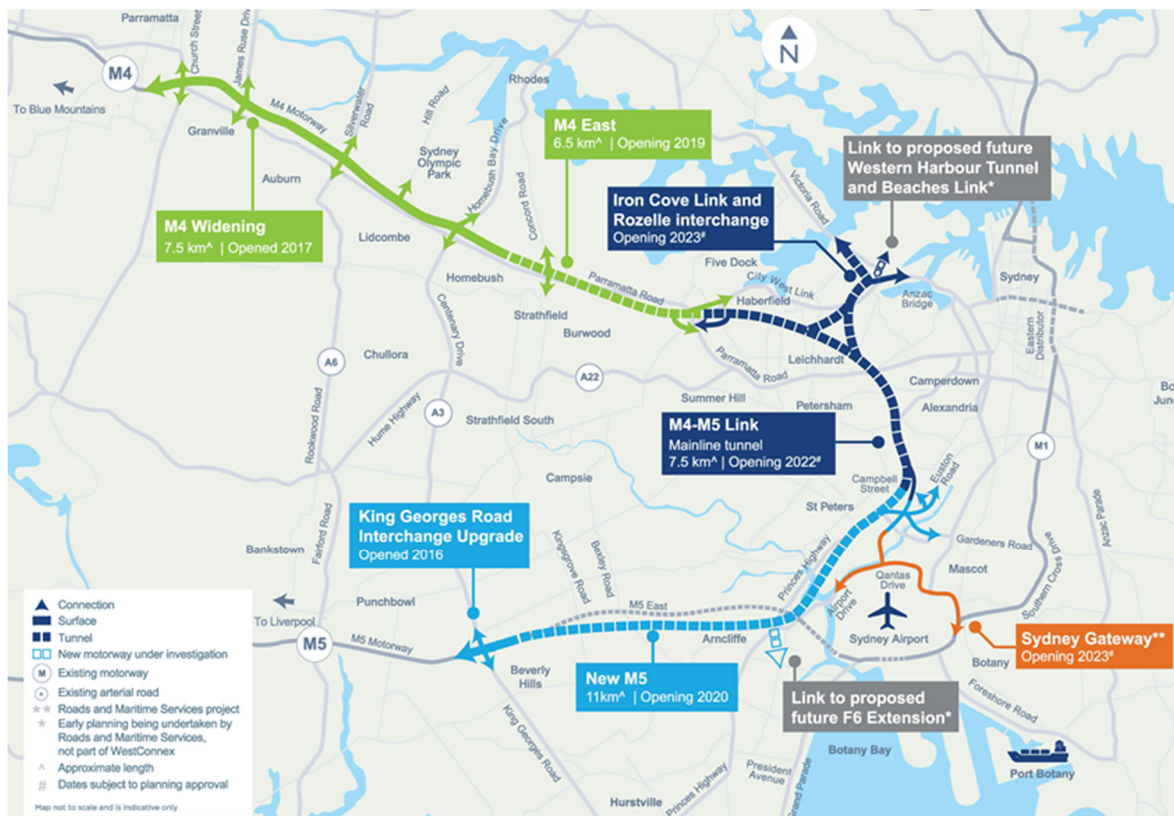 Parramatta
Church Street
James Ruse Drive
M4
To Blue Mountains
M4 Motorway
Granville
Silverwater Road
Hill Road
Rhodes
Sydney Olympic Park
Homebush Bay Drive
Auburn
M4 Widening
7.5 km^ | Opened 2017
Lidcombe
Homebush
Concord Road
M4 East
6.5 km^ | Opening 2019
N
Link to proposed future
Western Harbour Tunnel
and Beaches Link*
Victoria Road
Iron Cove Link and
Rozelle interchange
Opening 2023#
Five Dock
City West Link
Parramatta Road
Haberfield
Anzac Bridge
Sydney
Eastern Distributor
Strathfield
Burwood
Centenary Drive
Chullora
A6
A22
Leichhardt
Parramatta Road
Summer Hill
Camperdown
Petersham
Alexandria
Rookwood Road
Hume Highway
A3
Strathfield South
M4-M5 Link
Mainline tunnel
7.5 km^ | Opening 2022#
M1
Campbell Street
Euston Road
Campsie
St Peters
Anzac Parade
King Georges Road
Interchange Upgrade
Opened 2016
Fairford Road
Bankstown
Kingsgrove Road
Bexley Road
Princes Highway
Gardeners Road
Mascot
Southern Cross Drive
Qantas Drive
Airport Drive
Punchbowl
To Liverpool
M5
M5 Motorway
M5 East
Arncliffe
Sydney Airport
Sydney Gateway**
Opening 2023#
Botany
Beverly Hills
New M5
11km^ | Opening 2020
Link to proposed
future F6 Extension*
Foreshore Road
King Georges Road
Botany Bay
Port Botany
President Avenue
Princes Highway
Grand Parade
Hurstville
Connection
Surface
Tunnel
New motorway under investigation
M Existing motorway
Existing arterial road
** Roads and Maritime Services project
* Early planning being undertaken by
Roads and Maritime Services,
not part of WestConnex
^ Approximate length
# Dates subject to planning approval
Map not to scale and is indicative only